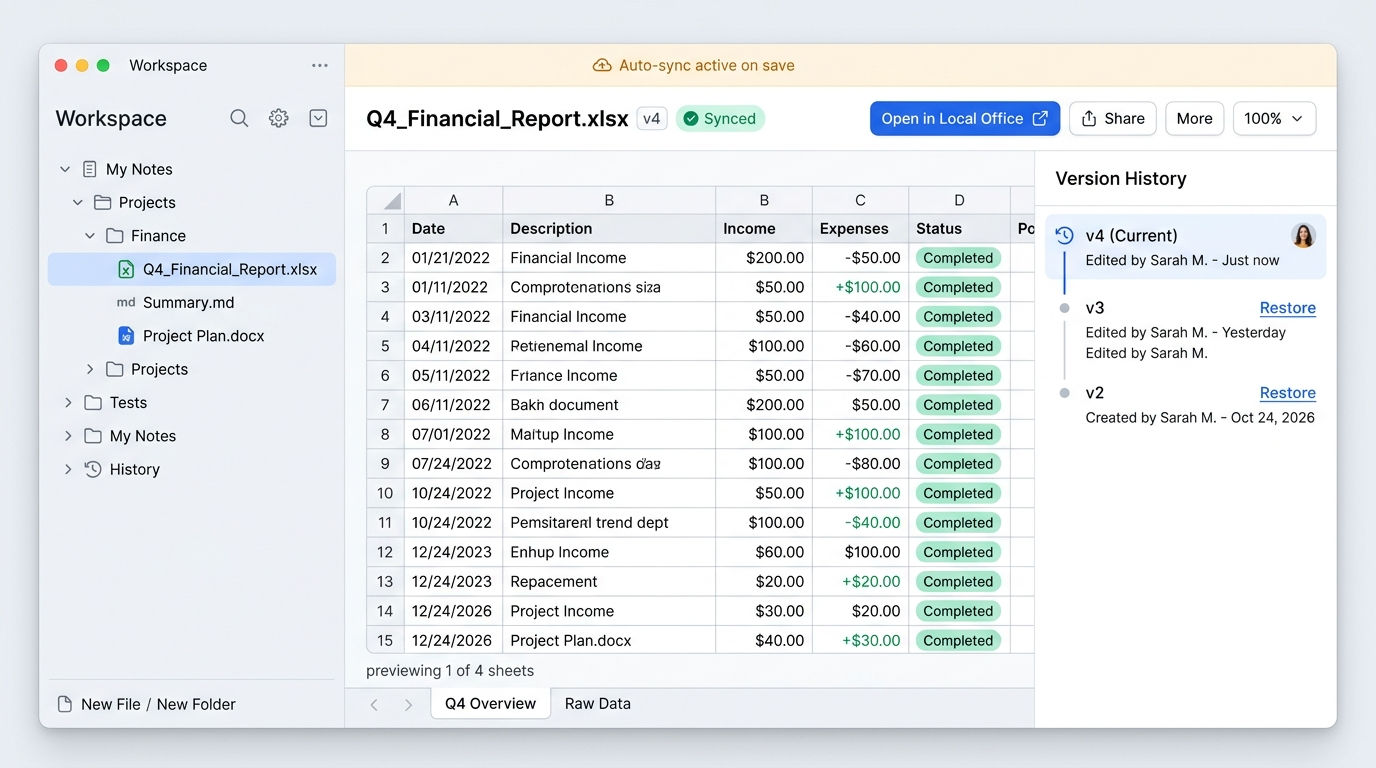 Workspace
Auto-sync active on save
Workspace
My Notes
Projects
Finance
Q4_Financial_Report.xlsx
md Summary.md
Project Plan.docx
Projects
Tests
My Notes
History
New File / New Folder
Q4_Financial_Report.xlsx v4 Synced
Open in Local Office Share More 100%
A B B C D
1 Date Description Income Expenses Status Po
2 01/21/2022 Financial Income $200.00 -$50.00 Completed
3 01/11/2022 $50.00 +$100.00 Completed
4 03/11/2022 Financial Income $50.00 -$40.00 Completed
5 04/11/2022 Income $100.00 -$60.00 Completed
6 05/11/2022 Income $50.00 -$70.00 Completed
7 06/11/2022 Bakh document $200.00 $50.00 Completed
8 07/01/2022 Income $100.00 +$100.00 Completed
9 07/24/2022 $100.00 -$80.00 Completed
10 10/24/2022 Project Income $50.00 +$100.00 Completed
11 10/24/2022 trend dept $100.00 -$40.00 Completed
12 12/24/2023 Enhup Income $60.00 $100.00 Completed
13 12/24/2023 Repacement $20.00 +$20.00 Completed
14 12/24/2026 Project Income $30.00 $20.00 Completed
15 12/24/2026 Project Plan.docx $40.00 +$30.00 Completed
previewing 1 of 4 sheets
Q4 Overview Raw Data
Version History
v4 (Current)
Edited by Sarah M. - Just now
v3 Restore
Edited by Sarah M. - Yesterday
Edited by Sarah M.
v2 Restore
Created by Sarah M. - Oct 24, 2026